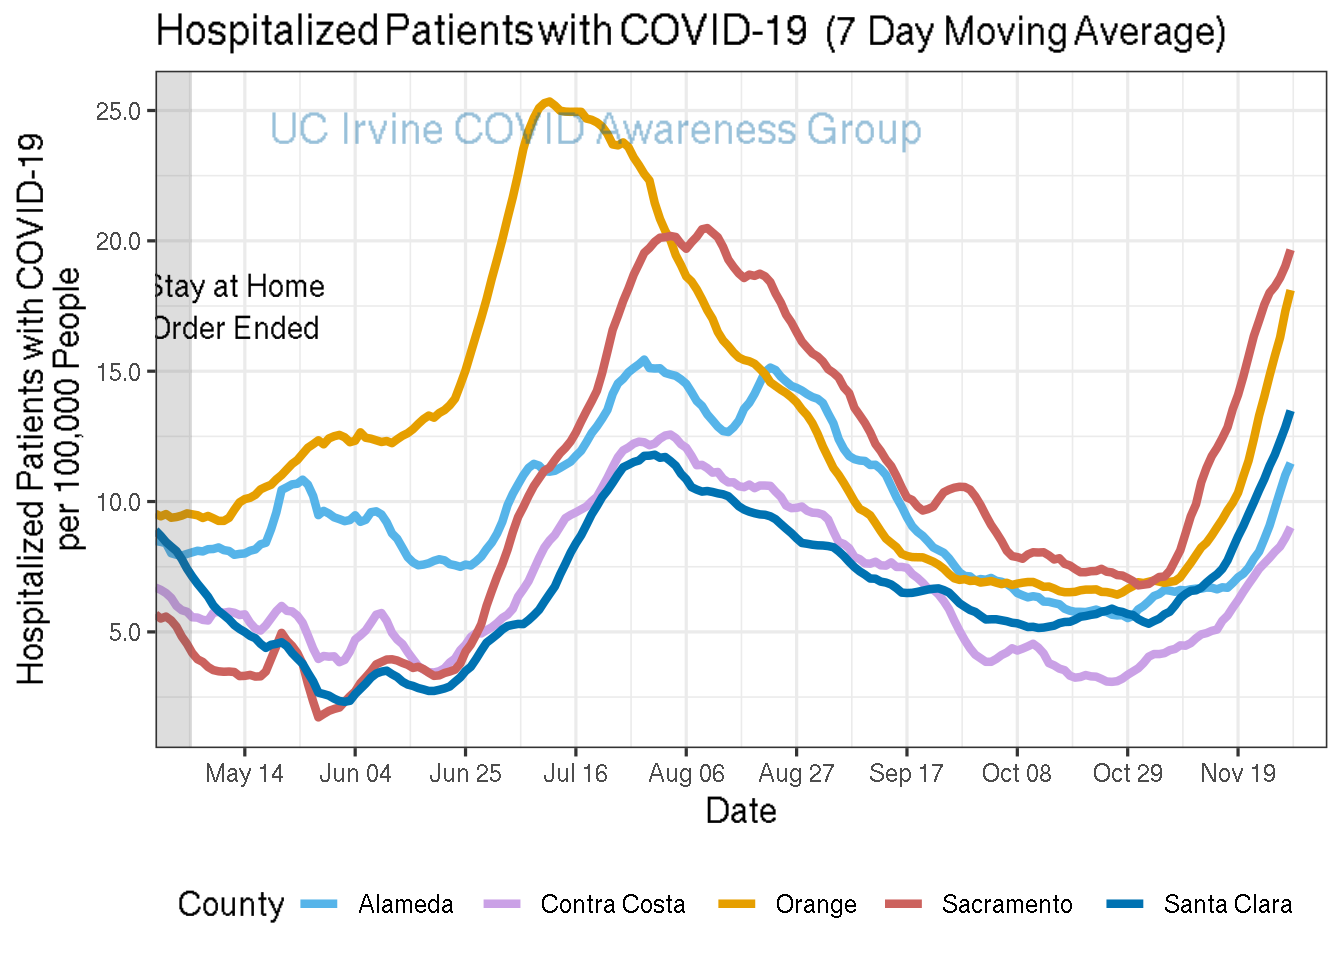 Hospitalized Patients with COVID-19 (7 Day Moving Average)
Hospitalized Patients with COVID-19
per 100,000 People
25.0
20.0
15.0
10.0
5.0
UC Irvine COVID Awareness Group
Stay at Home
Order Ended
May 14 Jun 04 Jun 25 Jul 16 Aug 06 Aug 27 Sep 17 Oct 08 Oct 29 Nov 19
Date
County Alameda Contra Costa Orange Sacramento Santa Clara